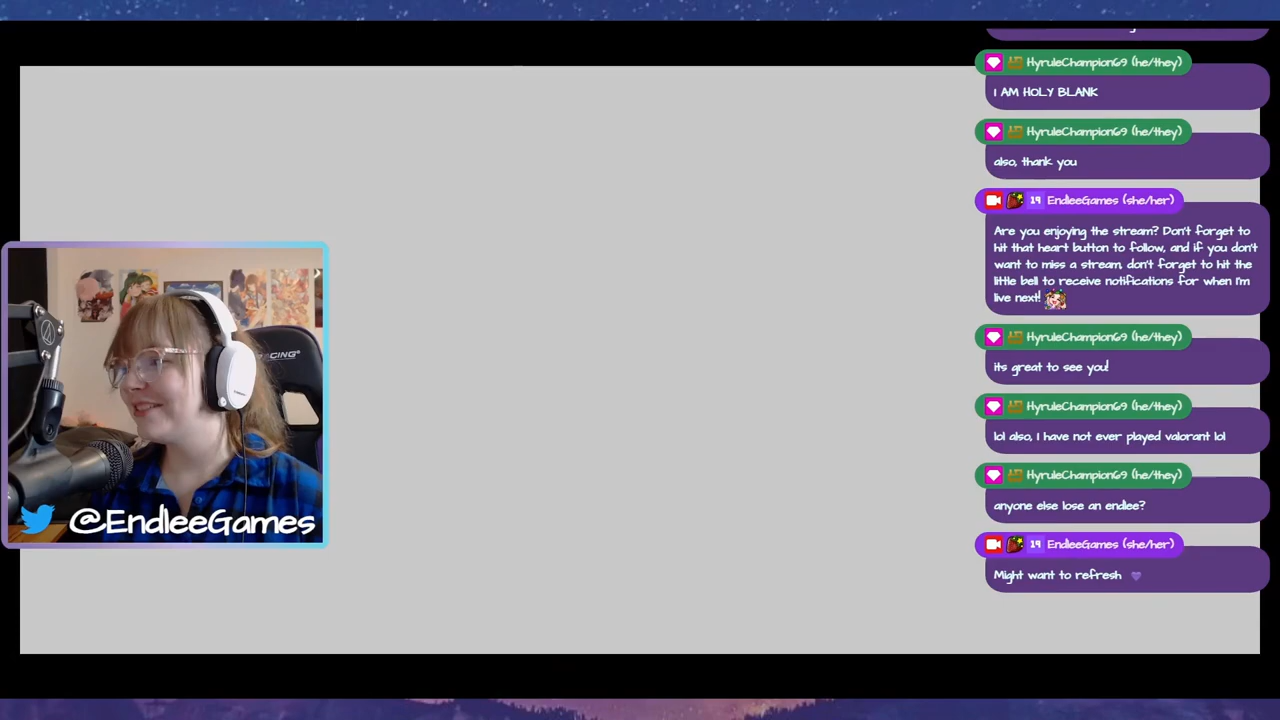 HyruleChampion69 (he/they)
I AM HOLY BLANK
HyruleChampion69 (he/they)
also, thank you
19 EndleeGames (she/her)
Are you enjoying the stream? Don't forget to
hit that heart button to follow, and if you don't
want to miss a stream, don't forget to hit the
little bell to receive notifications for when I'm
live next!
HyruleChampion69 (he/they)
its great to see you!
HyruleChampion69 (he/they)
lol also, I have not ever played valorant lol
HyruleChampion69 (he/they)
anyone else lose an endlee?
19 EndleeGames (she/her)
Might want to refresh
ACING
@EndleeGames